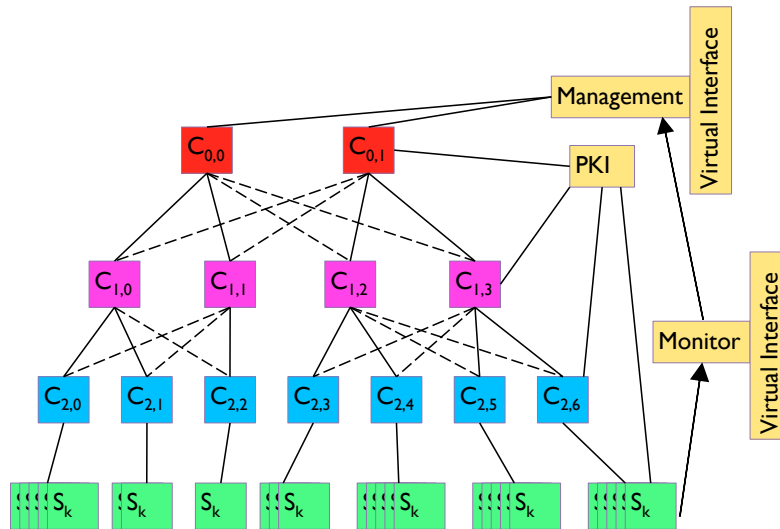 Management
Virtual Interface
C0,0
C0,1
PKI
C1,0
C1,1
C1,2
C1,3
Monitor
Virtual Interface
C2,0
C2,1
C2,2
C2,3
C2,4
C2,5
C2,6
S S S S Sk
S Sk
Sk
S S Sk
S S S S Sk
S S S S Sk
S S S S Sk